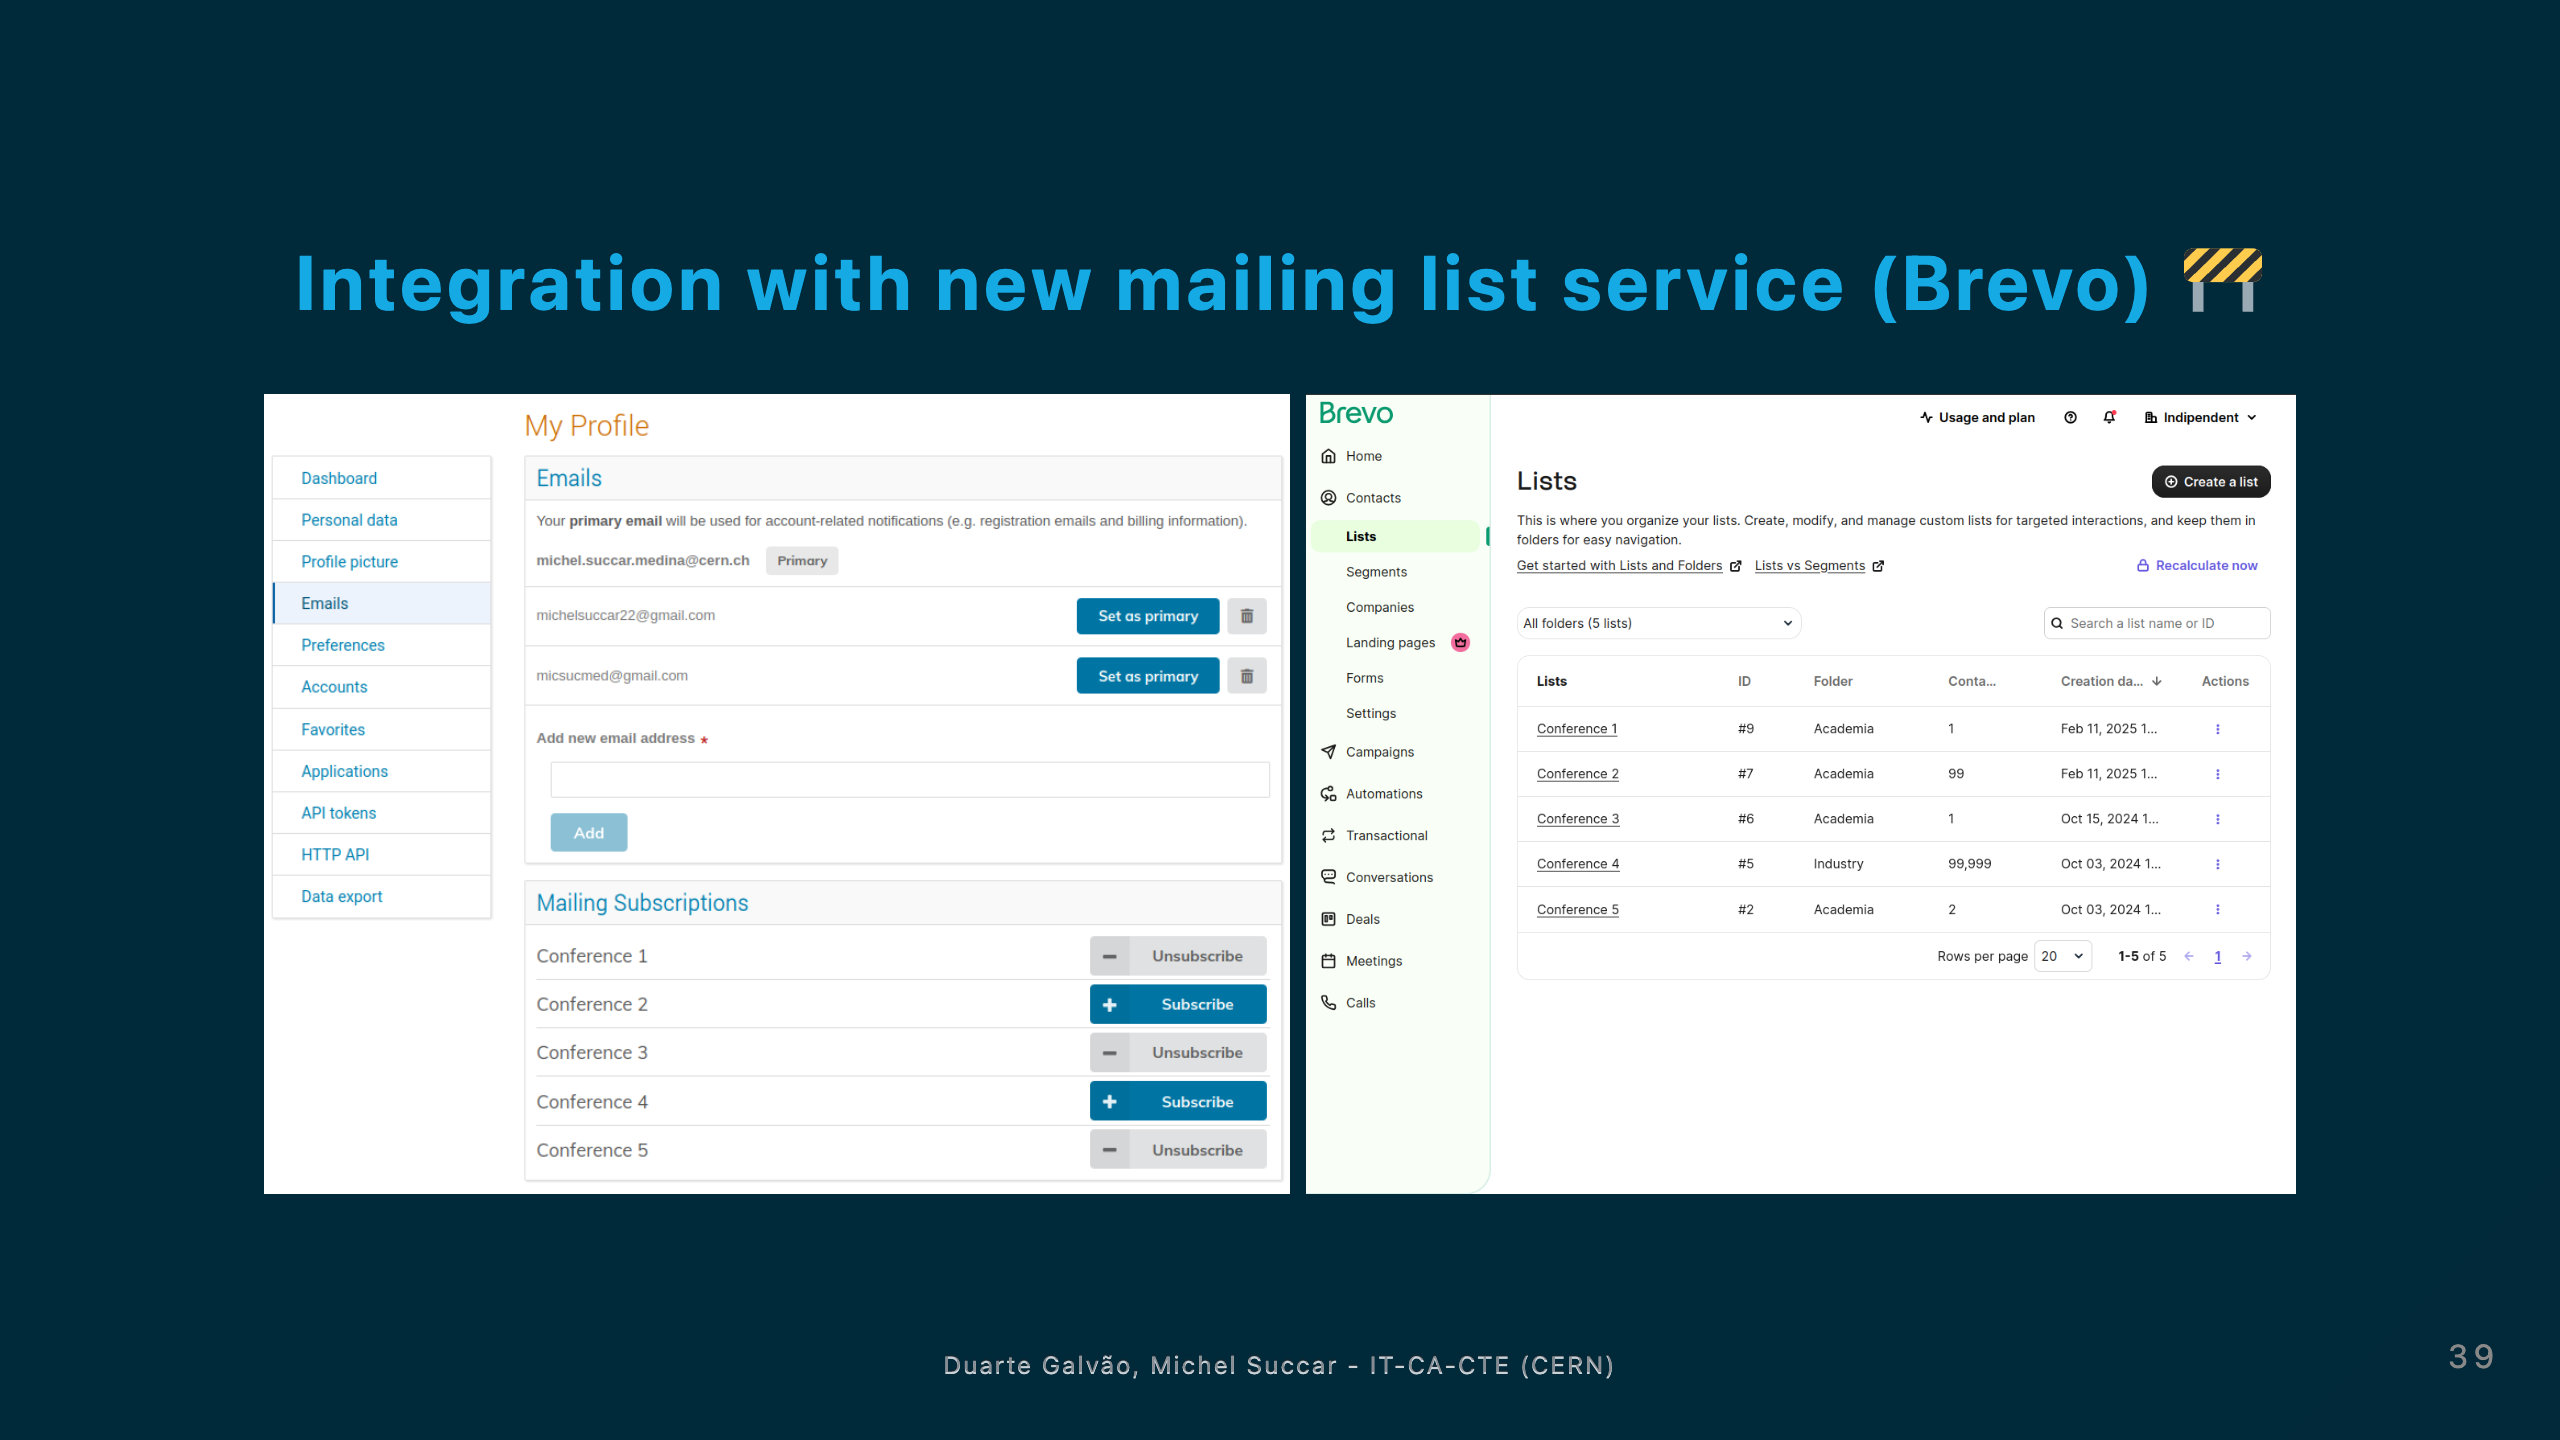 Integration with new mailing list service (Brevo) 🚧
My Profile
Dashboard
Personal data
Profile picture
Emails
Preferences
Accounts
Favorites
Applications
API tokens
HTTP API
Data export
Emails
Your primary email will be used for account-related notifications (e.g. registration emails and billing information).
michel.succar.medina@cern.ch Primary
michelsuccar22@gmail.com Set as primary
micsucmed@gmail.com Set as primary
Add new email address *
Add
Mailing Subscriptions
Conference 1 Unsubscribe
Conference 2 Subscribe
Conference 3 Unsubscribe
Conference 4 Subscribe
Conference 5 Unsubscribe
Brevo
Home
Contacts
Lists
Segments
Companies
Landing pages
Forms
Settings
Campaigns
Automations
Transactional
Conversations
Deals
Meetings
Calls
Usage and plan Indipendent
Lists Create a list
This is where you organize your lists. Create, modify, and manage custom lists for targeted interactions, and keep them in
folders for easy navigation.
Get started with Lists and Folders Lists vs Segments Recalculate now
All folders (5 lists) Search a list name or ID
Lists ID Folder Conta... Creation da... Actions
Conference 1 #9 Academia 1 Feb 11, 2025 1...
Conference 2 #7 Academia 99 Feb 11, 2025 1...
Conference 3 #6 Academia 1 Oct 15, 2024 1...
Conference 4 #5 Industry 99,999 Oct 03, 2024 1...
Conference 5 #2 Academia 2 Oct 03, 2024 1...
Rows per page 20 1-5 of 5 1
Duarte Galvão, Michel Succar - IT-CA-CTE (CERN)
39